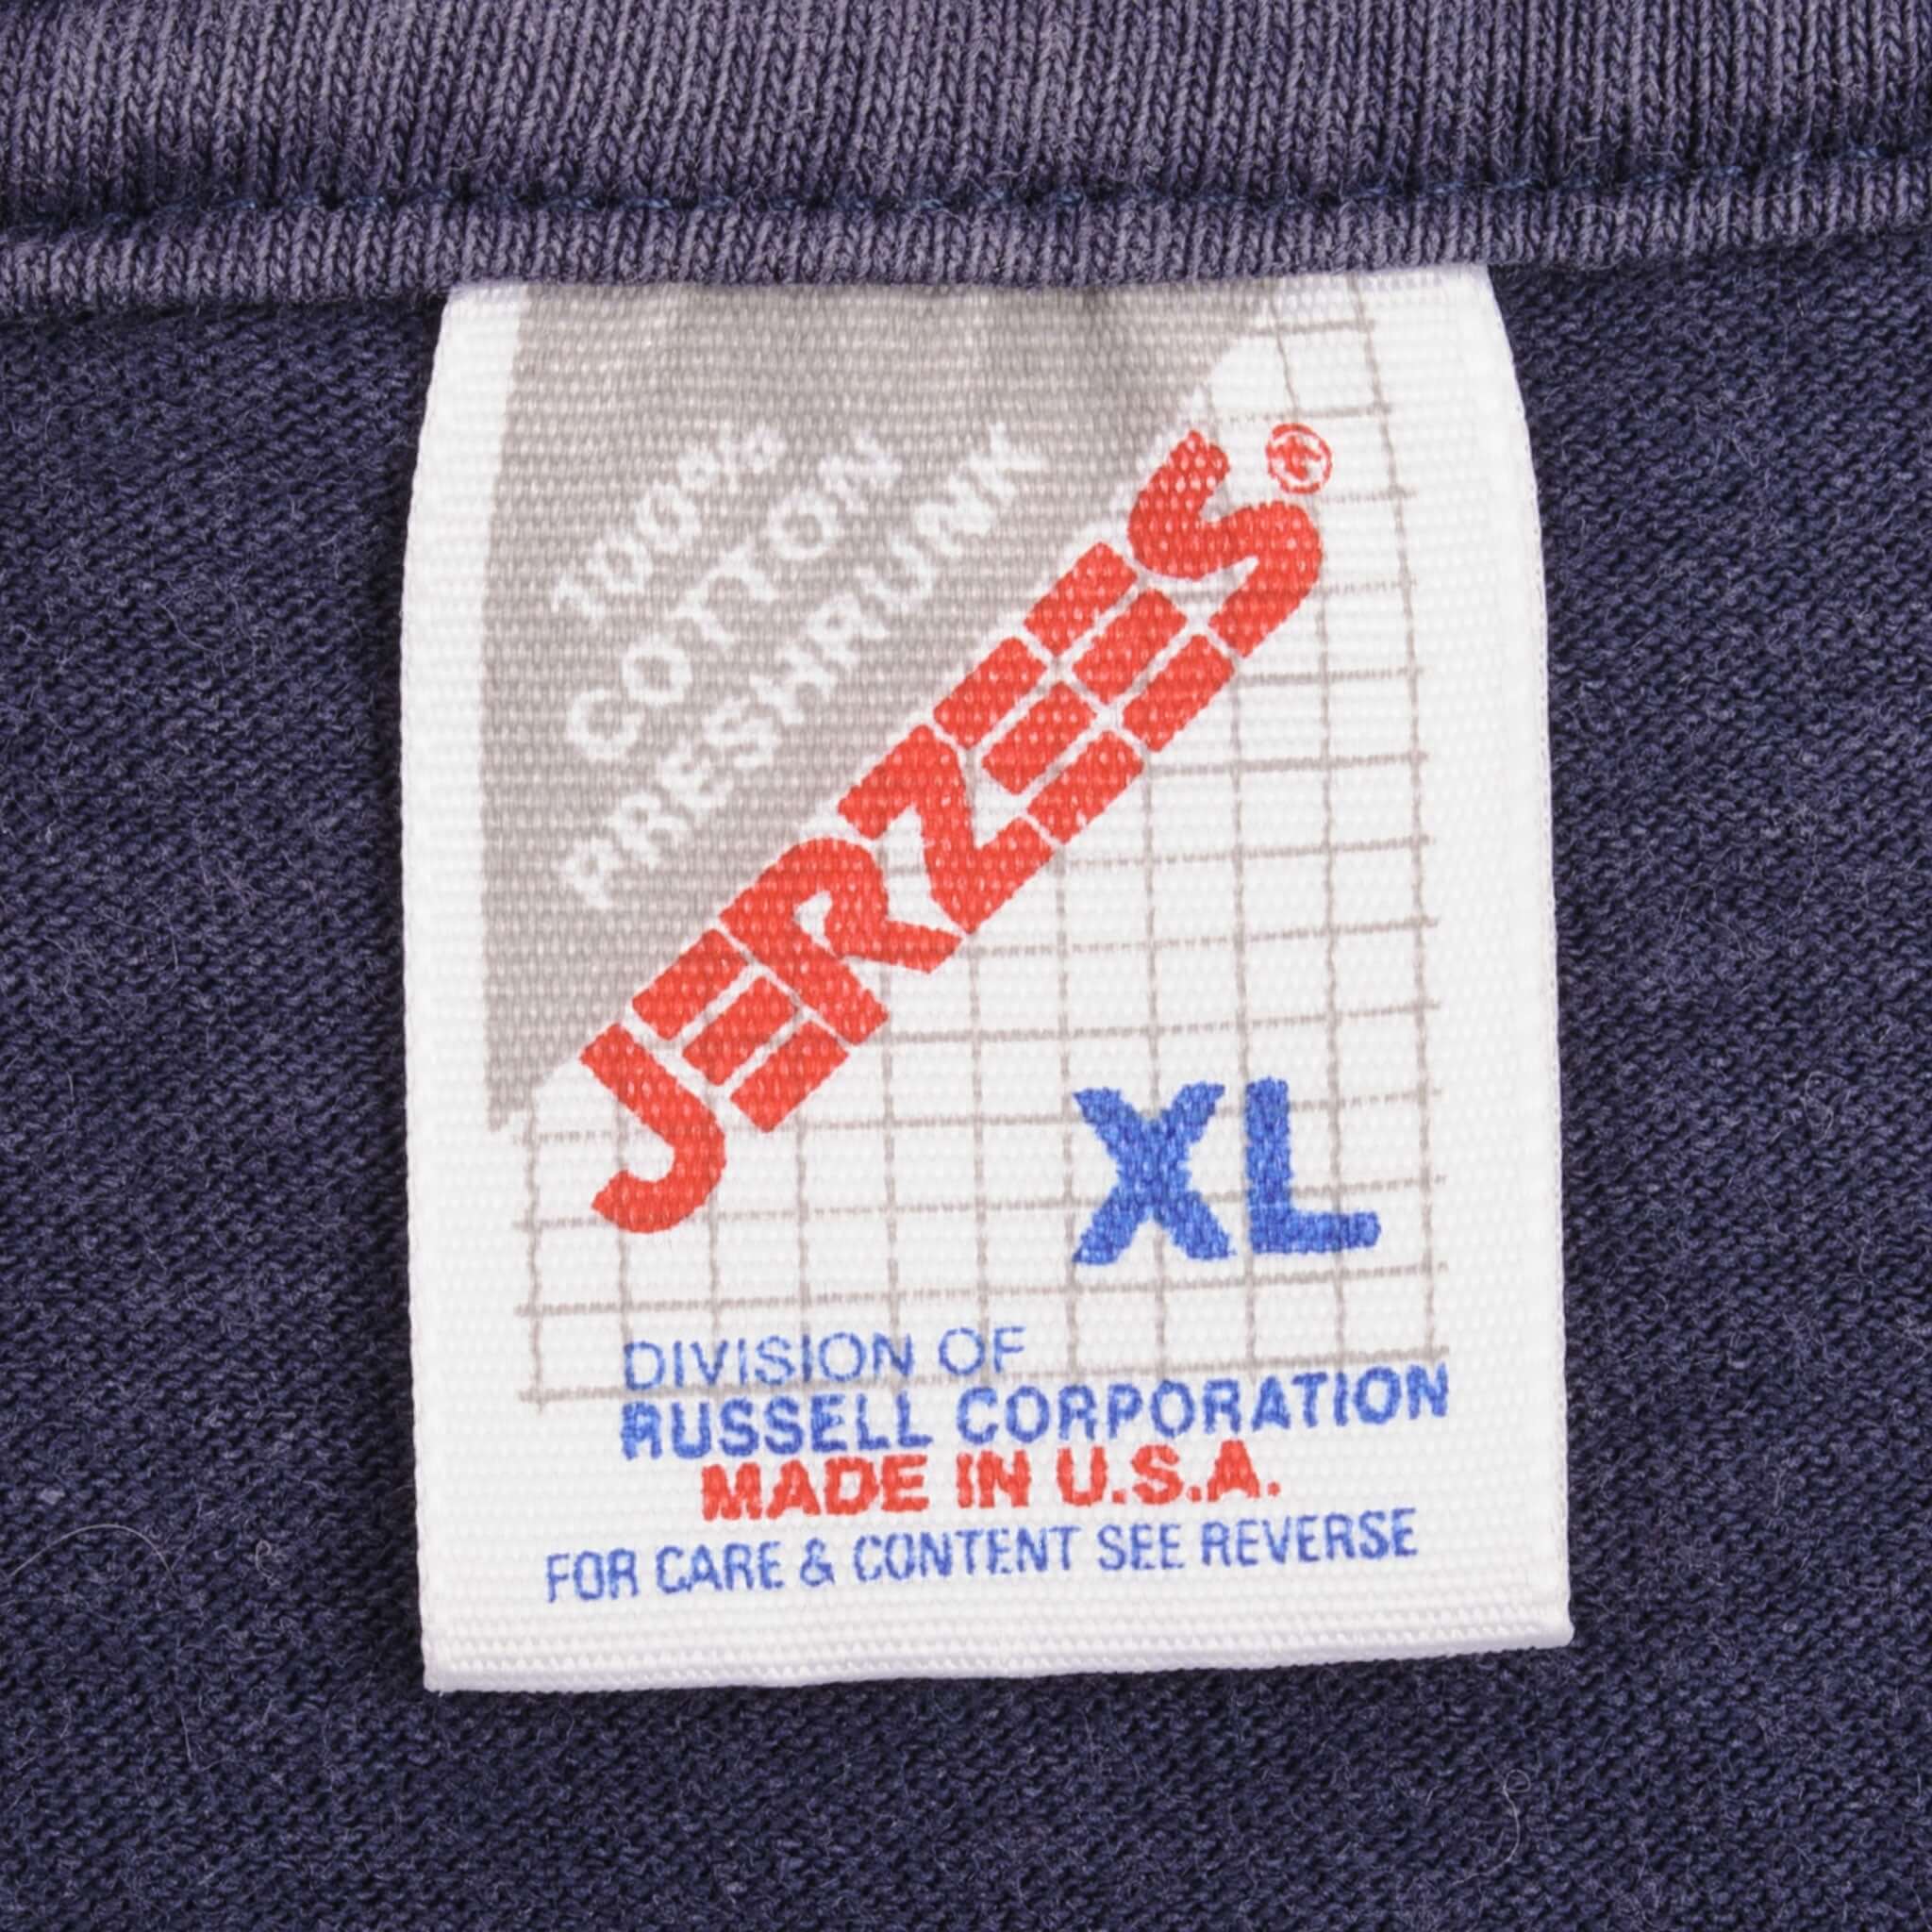 100%
COTTON
PRESHRUNK
JERZEES®
XL
DIVISION OF
RUSSELL CORPORATION
MADE IN U.S.A.
FOR CARE & CONTENT SEE REVERSE